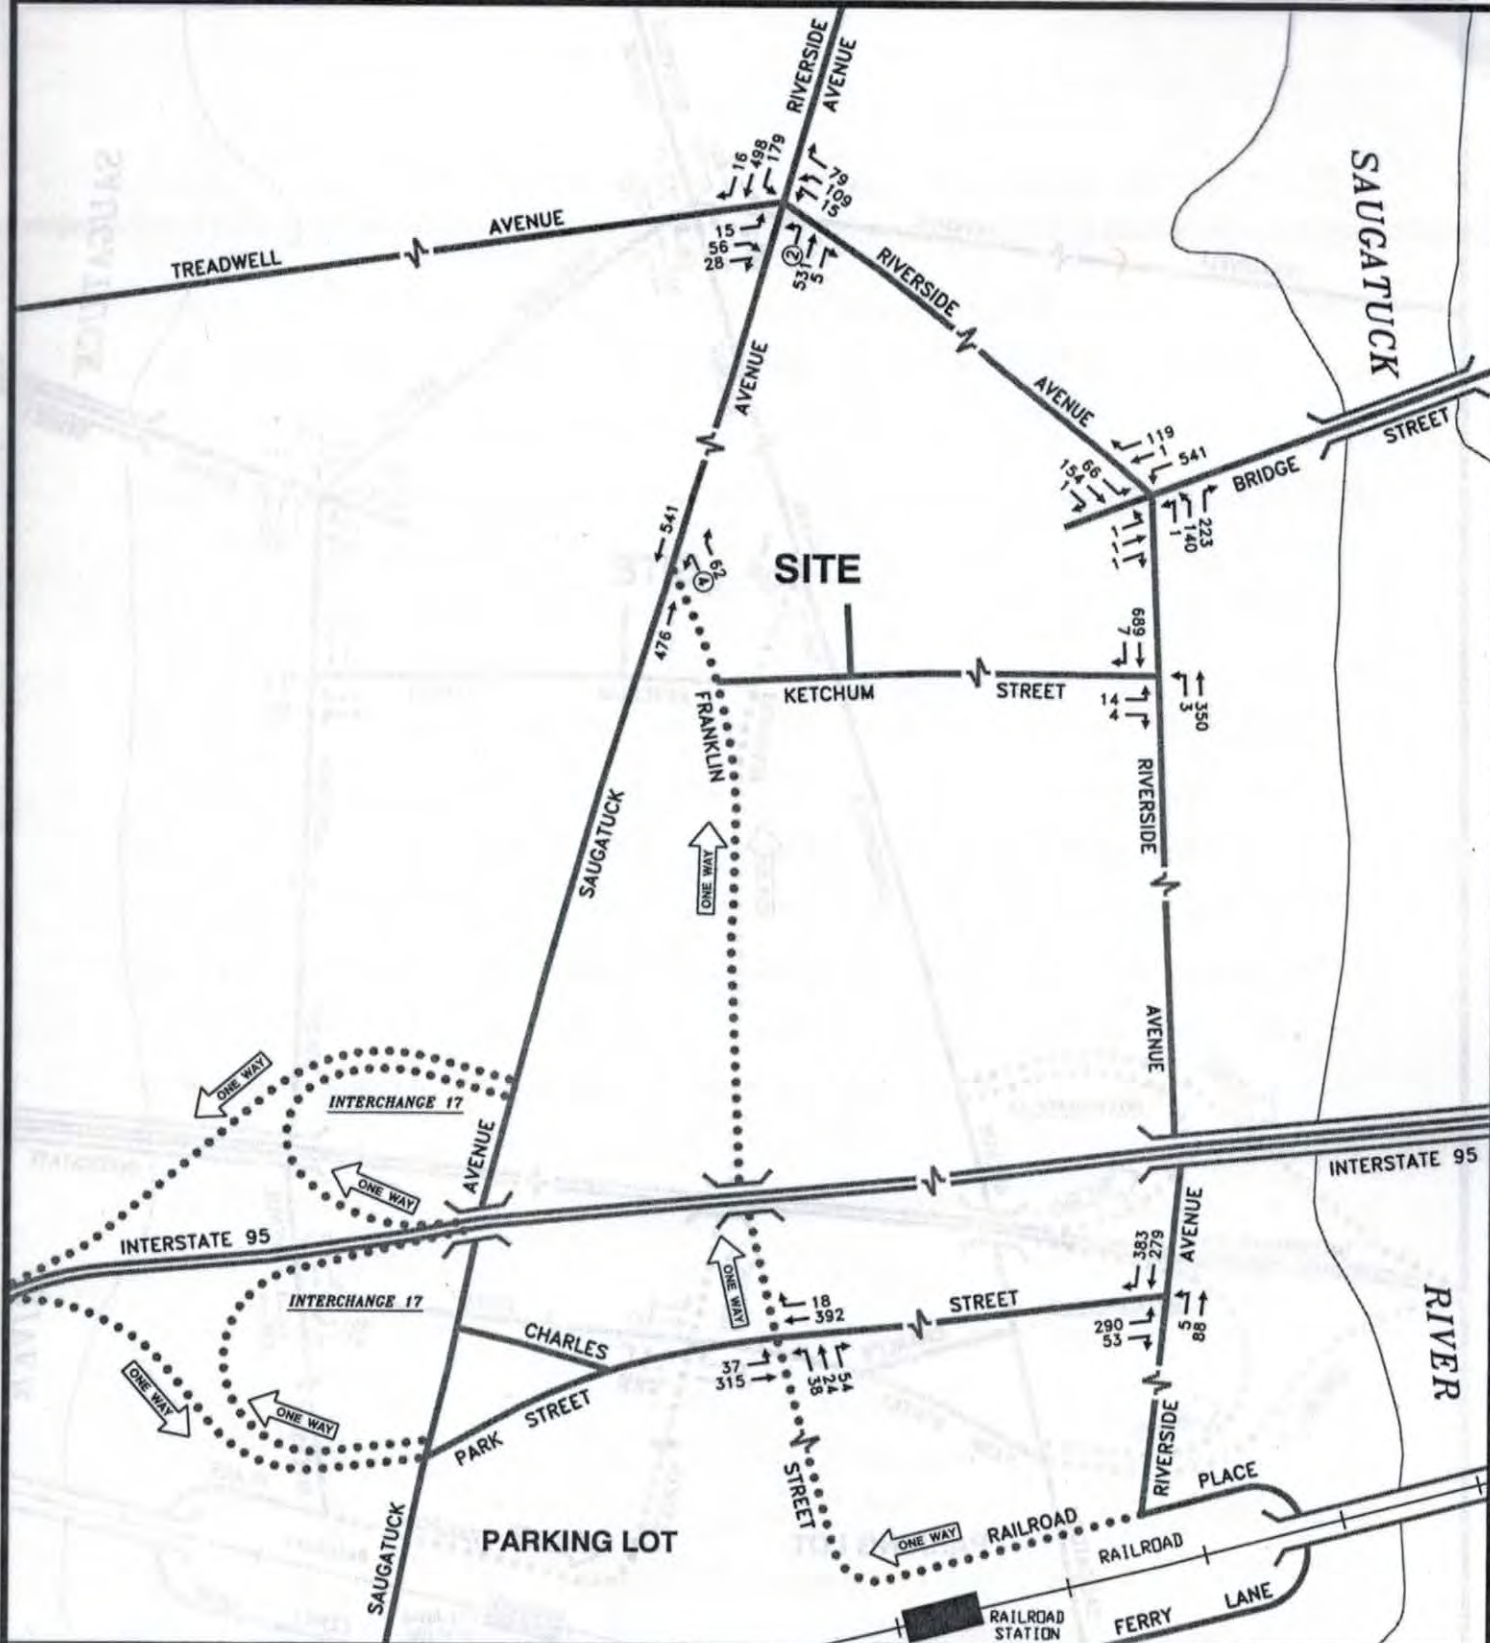 RIVERSIDE
AVENUE
16
498
179
79
109
15
TREADWELL
AVENUE
15
56
28
2
531
5
RIVERSIDE
AVENUE
SAUGATUCK
AVENUE
119
1
541
66
154
1
BRIDGE
STREET
1
1
1
1
140
223
541
62
4
476
SITE
689
7
KETCHUM
STREET
14
4
3
350
FRANKLIN
SAUGATUCK
ONE WAY
RIVERSIDE
AVENUE
ONE WAY
INTERCHANGE 17
AVENUE
ONE WAY
INTERSTATE 95
INTERSTATE 95
INTERCHANGE 17
ONE WAY
383
279
AVENUE
18
392
STREET
290
53
5
88
CHARLES
37
315
38
24
54
RIVER
ONE WAY
ONE WAY
PARK
STREET
STREET
RIVERSIDE
PLACE
SAUGATUCK
PARKING LOT
ONE WAY
RAILROAD
RAILROAD
RAILROAD
STATION
FERRY
LANE